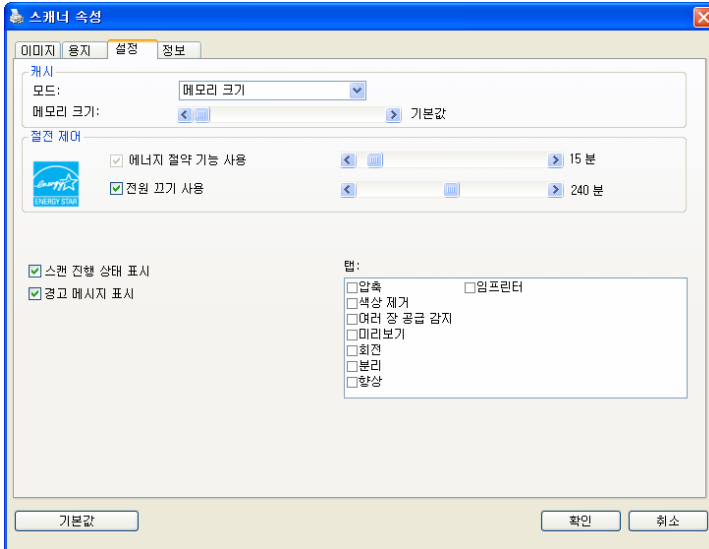 스캐너 속성
이미지 용지 설정 정보
캐시
모드: 메모리 크기
메모리 크기: 기본값
절전 제어
에너지 절약 기능 사용 15 분
전원 끄기 사용 240 분
energy
ENERGY STAR
스캔 진행 상태 표시
경고 메시지 표시
탭:
압축 임프린터
색상 제거
여러 장 공급 감지
미리보기
회전
분리
향상
기본값 확인 취소